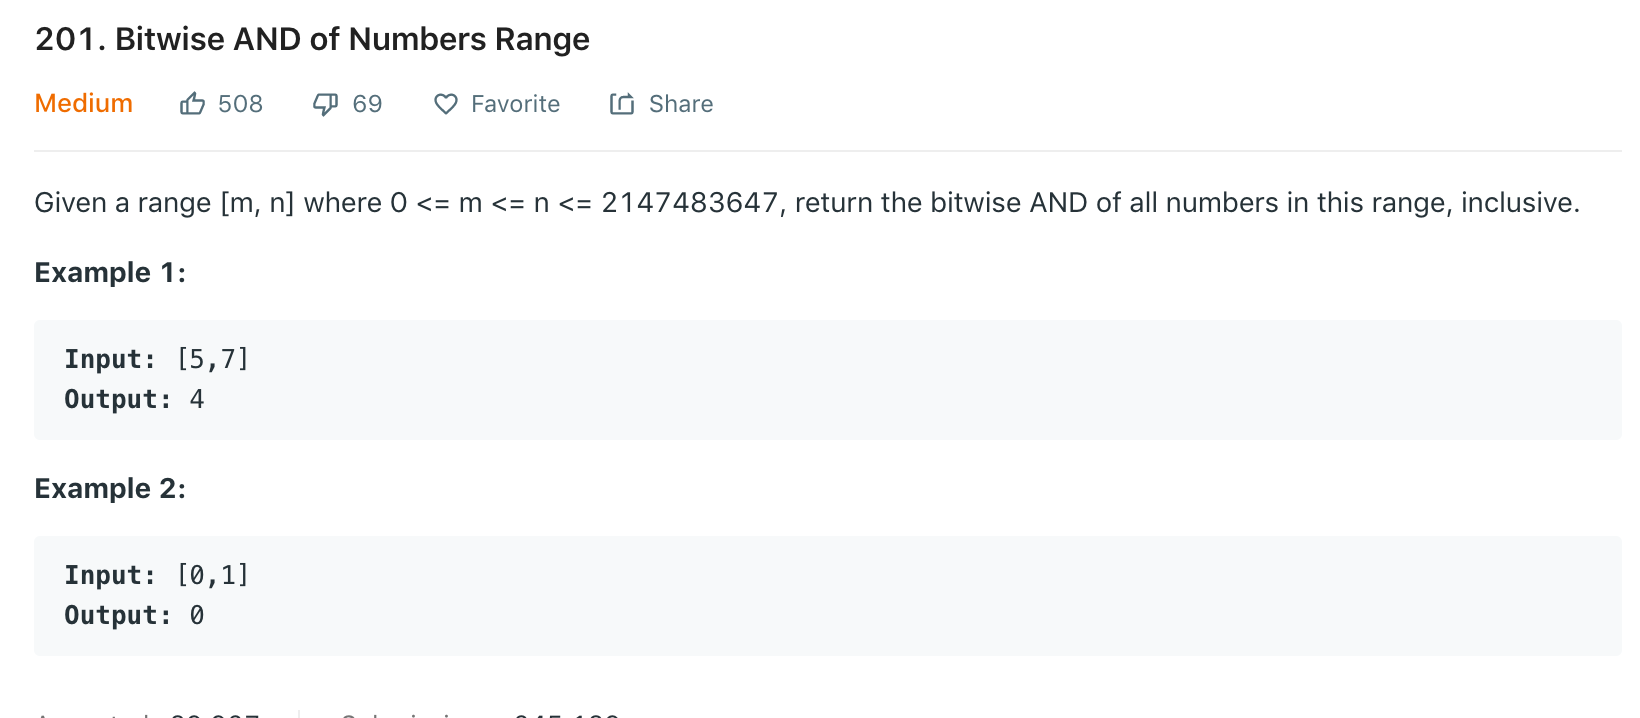 201. Bitwise AND of Numbers Range
Medium 508 69 Favorite Share
Given a range [m, n] where 0 <= m <= n <= 2147483647, return the bitwise AND of all numbers in this range, inclusive.
Example 1:
Input: [5,7]
Output: 4
Example 2:
Input: [0,1]
Output: 0